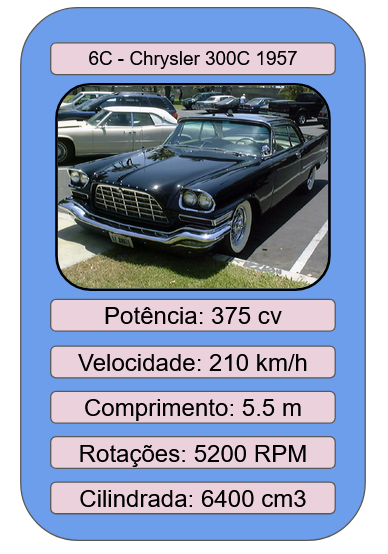 6C - Chrysler 300C 1957
Potência: 375 cv
Velocidade: 210 km/h
Comprimento: 5.5 m
Rotações: 5200 RPM
Cilindrada: 6400 cm3